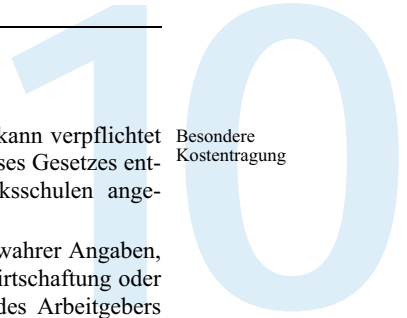 10
kann verpflichtet
ses Gesetzes ent-
ksschulen ange-
Besondere
Kostentragung
wahrer Angaben,
irtschaftung oder
des Arbeitgebers